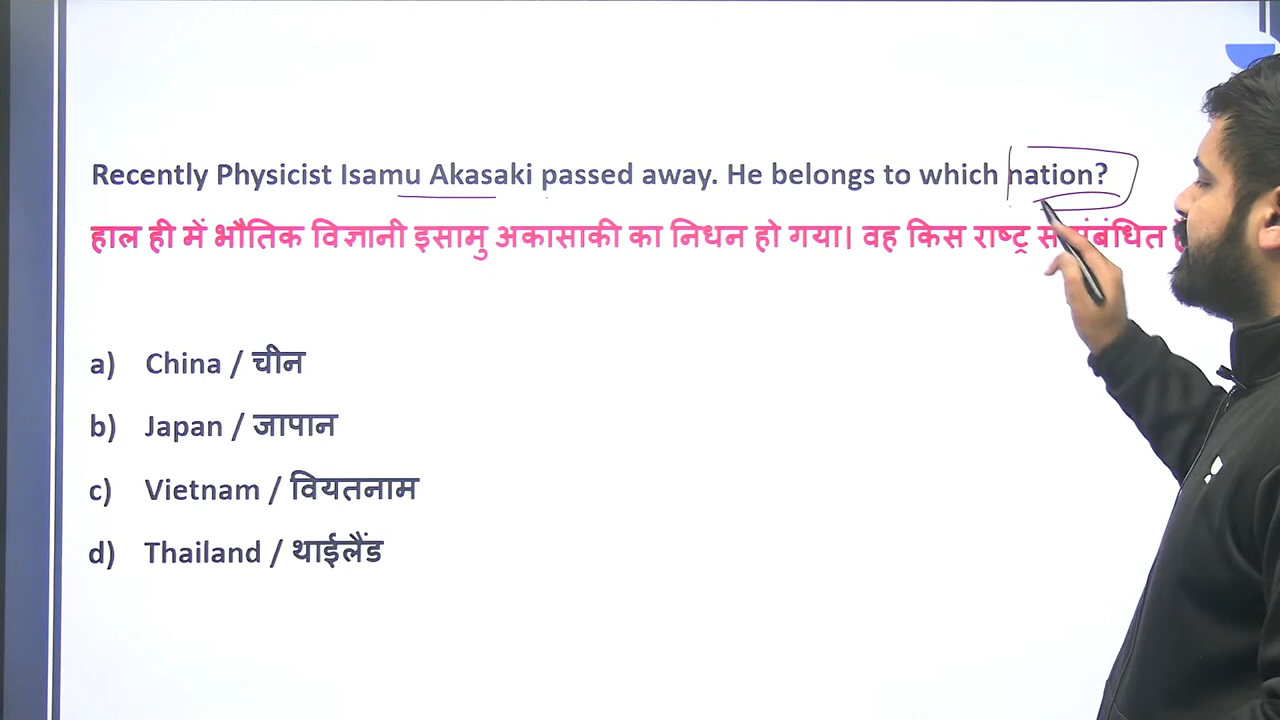 Recently Physicist Isamu Akasaki passed away. He belongs to which nation?
हाल ही में भौतिक विज्ञानी इसामु अकासाकी का निधन हो गया। वह किस राष्ट्र से संबंधित
a) China / चीन
b) Japan / जापान
c) Vietnam / वियतनाम
d) Thailand / थाईलैंड